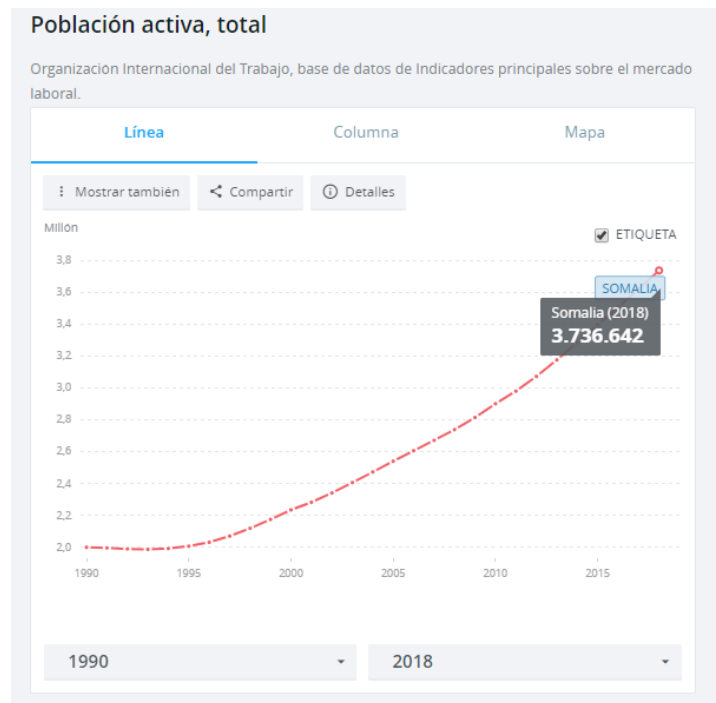 Población activa, total
Organización Internacional del Trabajo, base de datos de Indicadores principales sobre el mercado
laboral.
Línea Columna Mapa
Mostrar también Compartir Detalles
Millón
ETIQUETA
3,8
3,6
SOMALIA
Somalia (2018)
3,4
3.736.642
3,2
3,0
2,8
2,6
2,4
2,2
2,0
1990 1995 2000 2005 2010 2015
1990 2018